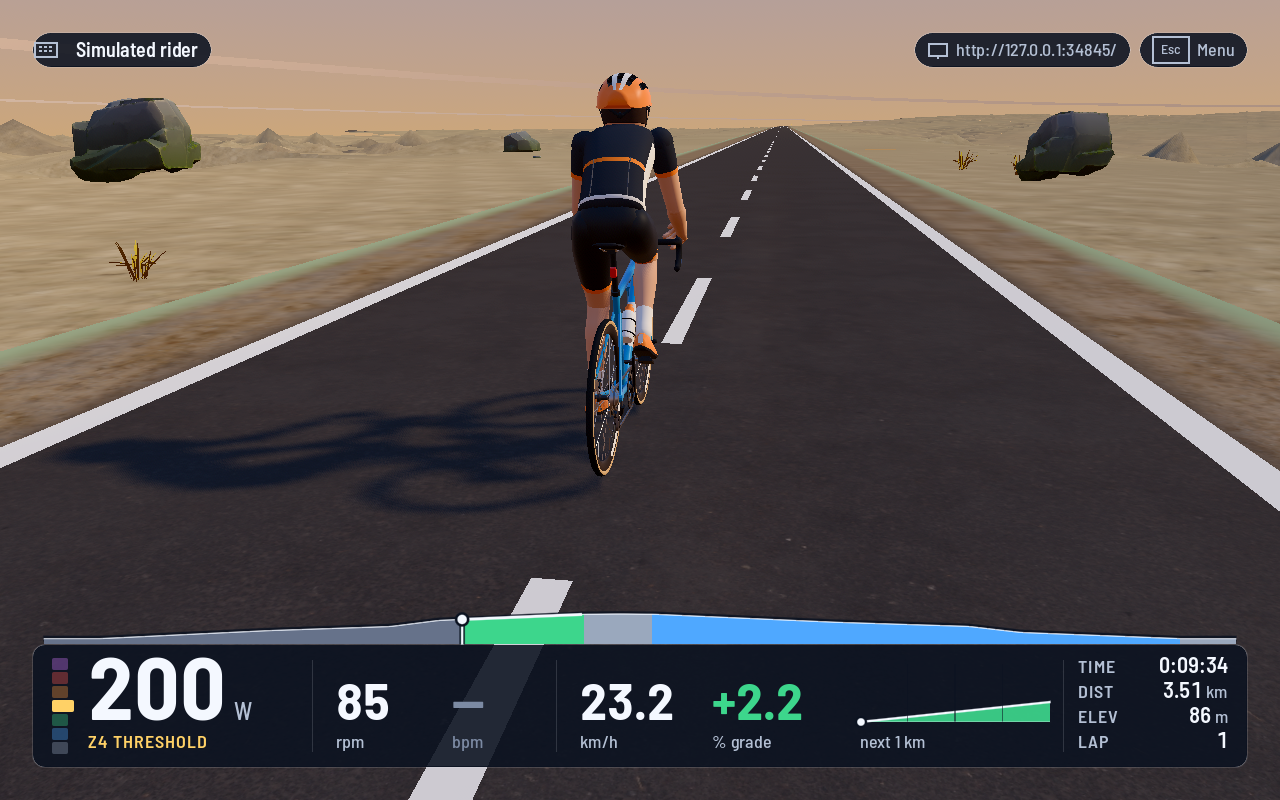 Simulated rider
http://127.0.0.1:34845/
Esc Menu
200 W
Z4 THRESHOLD
85
rpm
—
bpm
23.2
km/h
+2.2
% grade
next 1 km
TIME 0:09:34
DIST 3.51 km
ELEV 86 m
LAP 1